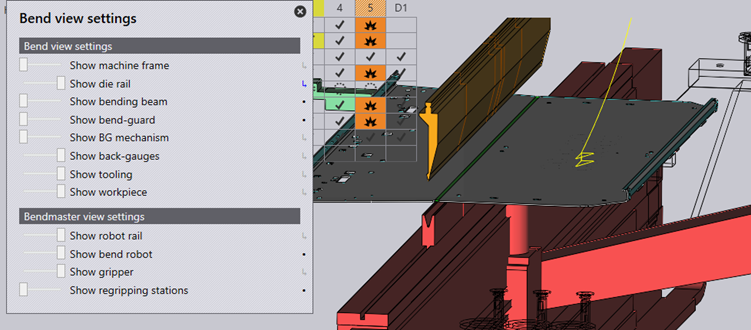 Bend view settings
4 5 D1
Bend view settings
Show machine frame
Show die rail
Show bending beam
Show bend-guard
Show BG mechanism
Show back-gauges
Show tooling
Show workpiece
Bendmaster view settings
Show robot rail
Show bend robot
Show gripper
Show regripping stations